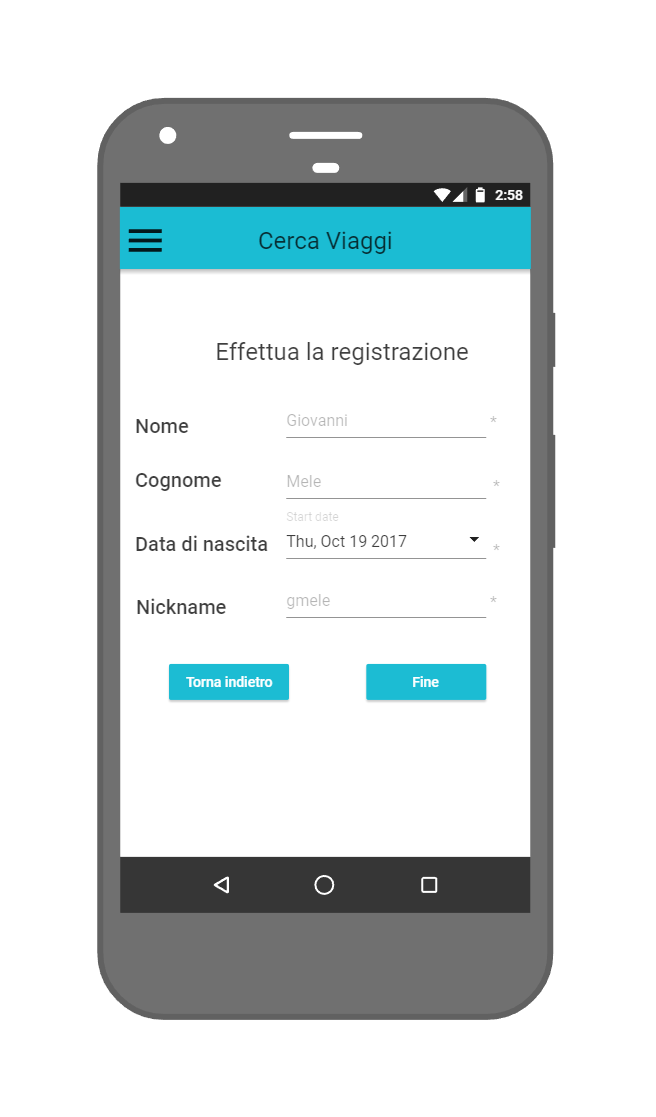 2:58
Cerca Viaggi
Effettua la registrazione
Nome Giovanni *
Cognome Mele *
Start date
Data di nascita Thu, Oct 19 2017 *
Nickname gmele *
Torna indietro Fine